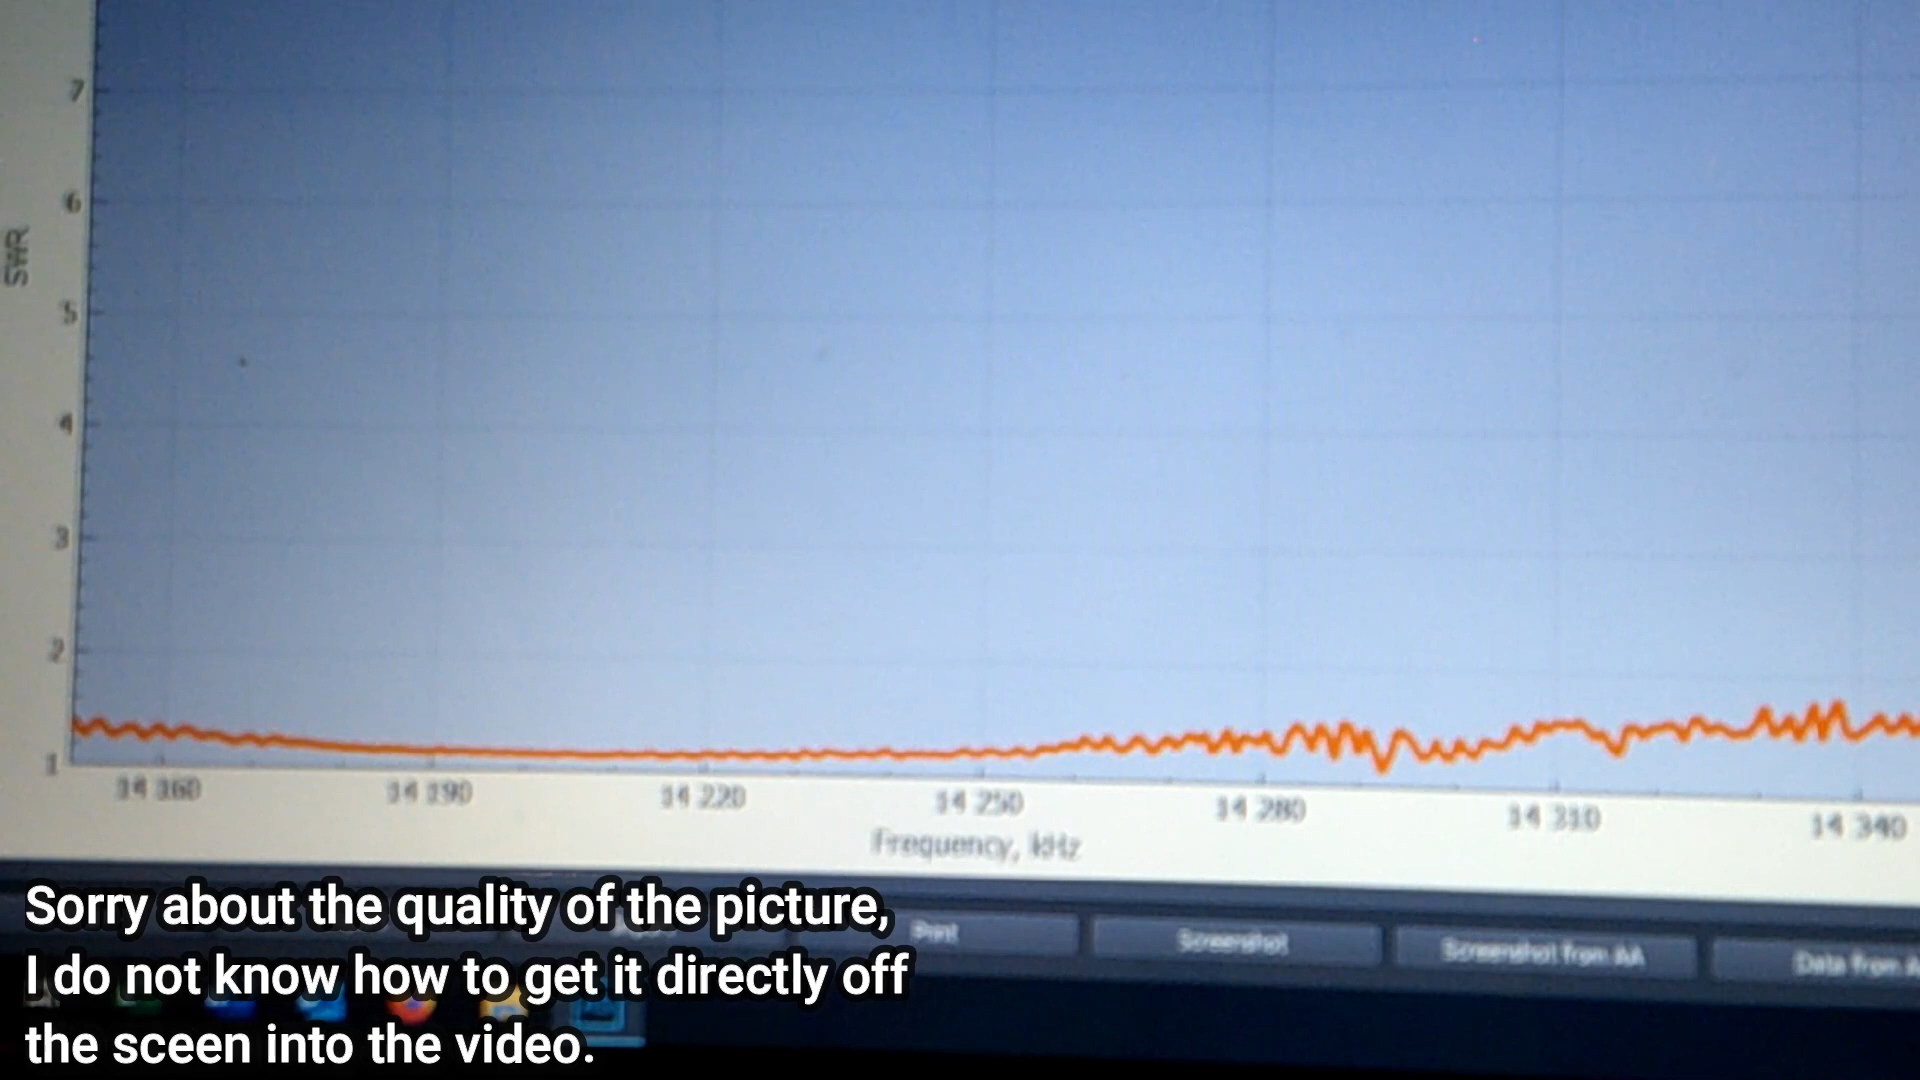 7
6
SWR
5
4
3
2
1
14 160
14 190
14 220
14 250
14 280
14 310
14 340
Frequency, kHz
Print
Screenshot
Screenshot from AA
Data from A
Sorry about the quality of the picture,
I do not know how to get it directly off
the sceen into the video.